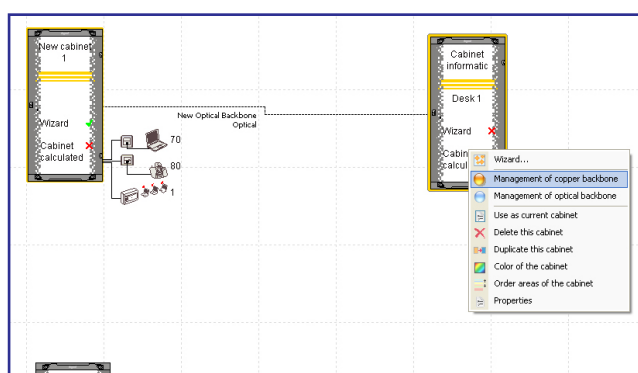 New cabinet
1
Wizard
Cabinet
calculated
New Optical Backbone
Optical
70
80
1
Cabinet
informatic
Desk 1
Wizard
Wizard...
Management of copper backbone
Management of optical backbone
Use as current cabinet
Delete this cabinet
Duplicate this cabinet
Color of the cabinet
Order areas of the cabinet
Properties